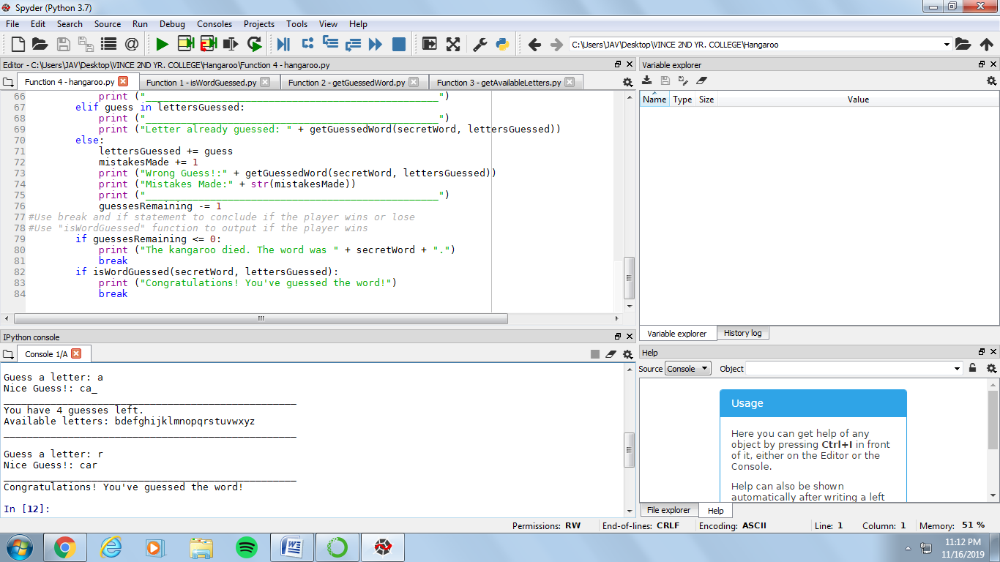 Spyder (Python 3.7)
File Edit Search Source Run Debug Consoles Projects Tools View Help
C:\Users\JAV\Desktop\VINCE 2ND YR. COLLEGE\Hangaroo
Editor - C:\Users\JAV\Desktop\VINCE 2ND YR. COLLEGE\Hangaroo\Function 4 - hangaroo.py
Function 4 - hangaroo.py Function 1 - isWordGuessed.py Function 2 - getGuessedWord.py Function 3 - getAvailableLetters.py
66 print ("__________________________________________________")
67 elif guess in lettersGuessed:
68 print ("__________________________________________________")
69 print ("Letter already guessed: " + getGuessedWord(secretWord, lettersGuessed))
70 else:
71 lettersGuessed += guess
72 mistakesMade += 1
73 print ("Wrong Guess!:" + getGuessedWord(secretWord, lettersGuessed))
74 print ("Mistakes Made:" + str(mistakesMade))
75 print ("__________________________________________________")
76 guessesRemaining -= 1
77 #Use break and if statement to conclude if the player wins or lose
78 #Use "isWordGuessed" function to output if the player wins
79 if guessesRemaining <= 0:
80 print ("The kangaroo died. The word was " + secretWord + ".")
81 break
82 if isWordGuessed(secretWord, lettersGuessed):
83 print ("Congratulations! You've guessed the word!")
84 break
IPython console
Console 1/A
Guess a letter: a
Nice Guess!: ca_
__________________________________________________
You have 4 guesses left.
Available letters: bdefghijklmnopqrstuvwxyz
__________________________________________________
Guess a letter: r
Nice Guess!: car
__________________________________________________
Congratulations! You've guessed the word!
In [12]:
Variable explorer
Name Type Size Value
Variable explorer History log
Help
Source Console Object
Usage
Here you can get help of any
object by pressing Ctrl+I in front
of it, either on the Editor or the
Console.
Help can also be shown
automatically after writing a left
File explorer Help
Permissions: RW End-of-lines: CRLF Encoding: ASCII Line: 1 Column: 1 Memory: 51 %
11:12 PM
11/16/2019